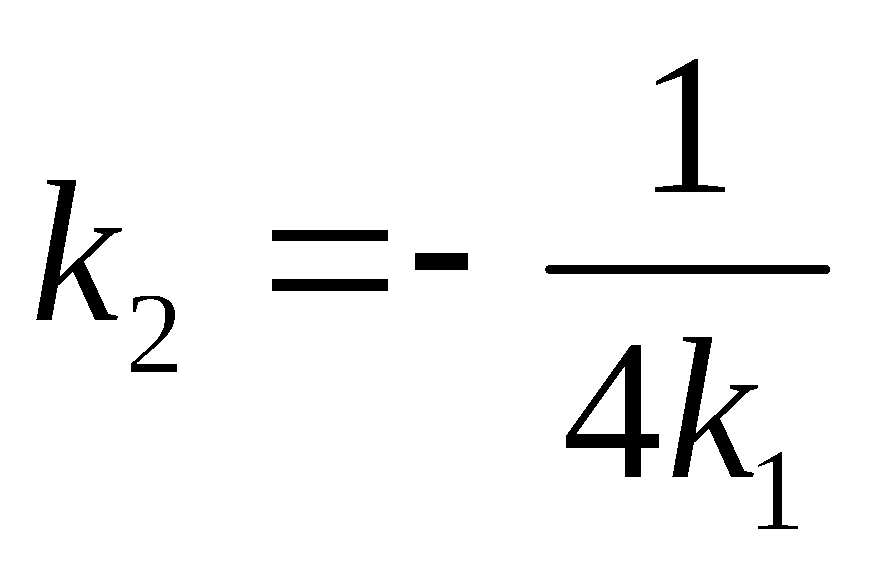 k₂ = - 1/(4k₁)